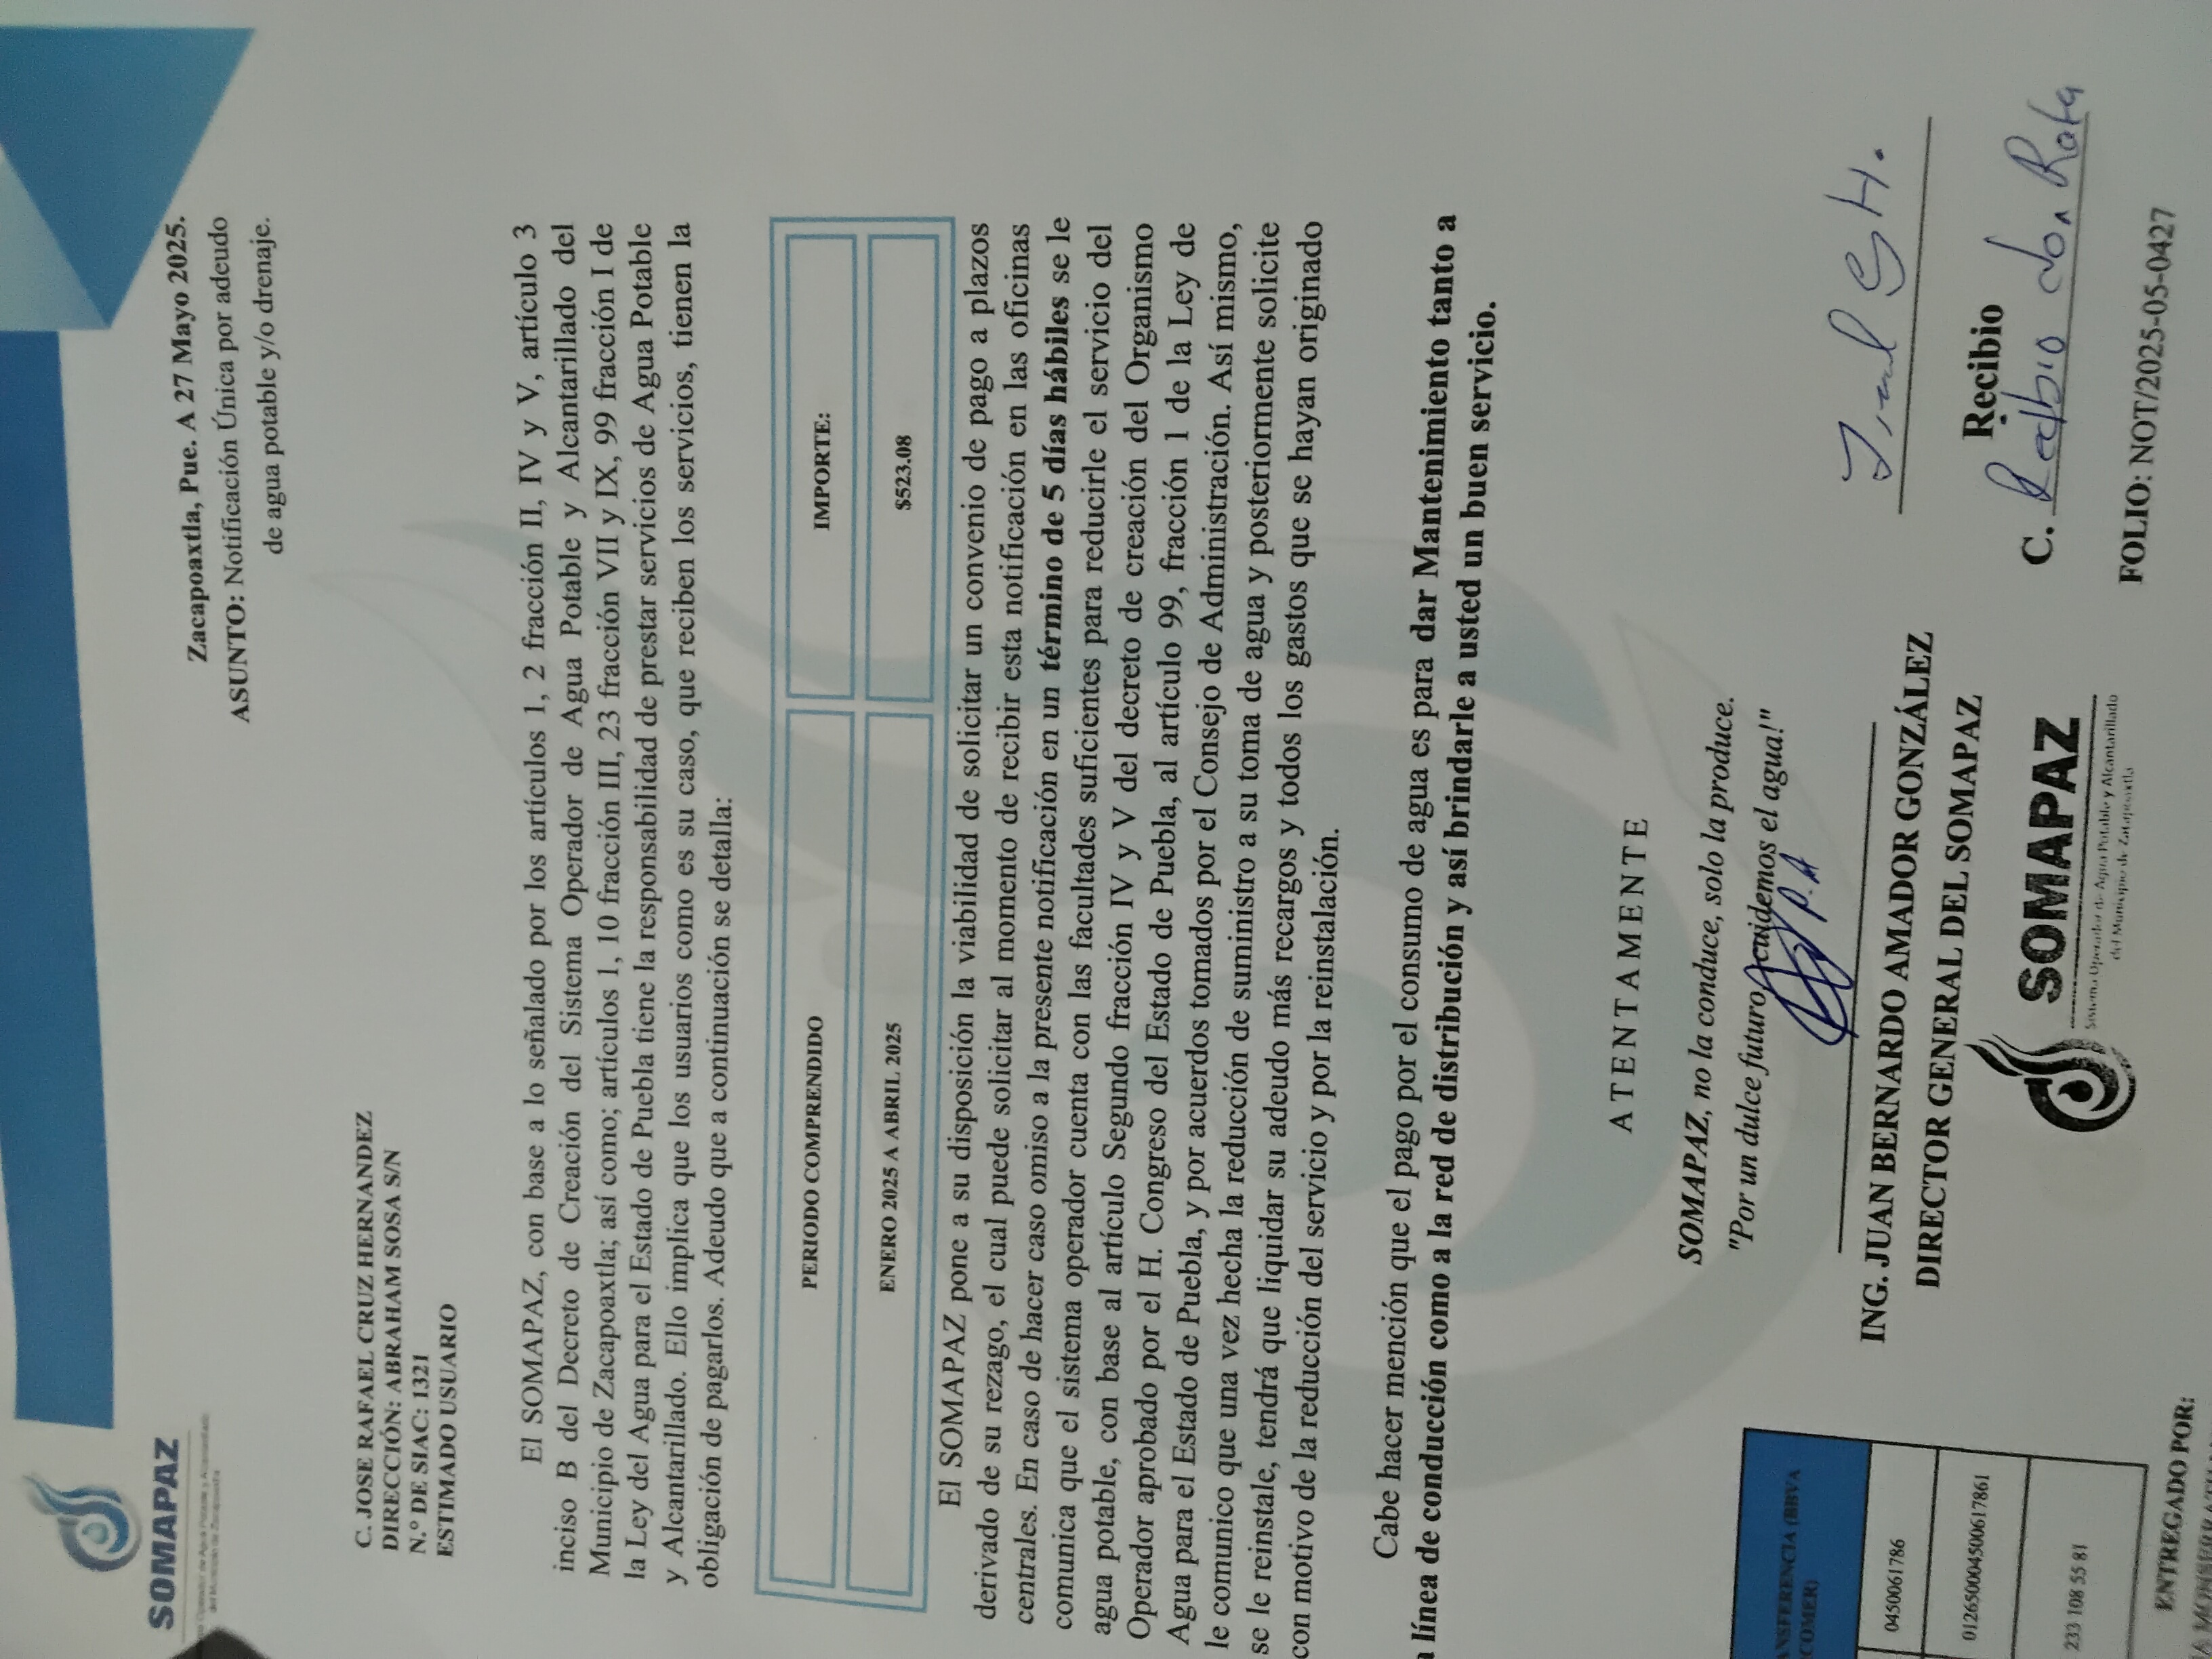 SOMAPAZ
Operador de Agua Potable y Alcantarillado
del Municipio de Zacapoaxtla
Zacapoaxtla, Pue. A 27 Mayo 2025.
ASUNTO: Notificación Única por adeudo
de agua potable y/o drenaje.
C. JOSE RAFAEL CRUZ HERNANDEZ
DIRECCIÓN: ABRAHAM SOSA S/N
N.º DE SIAC: 1321
ESTIMADO USUARIO
El SOMAPAZ, con base a lo señalado por los artículos 1, 2 fracción II, IV y V, artículo 3
inciso B del Decreto de Creación del Sistema Operador de Agua Potable y Alcantarillado del
Municipio de Zacapoaxtla; así como; artículos 1, 10 fracción III, 23 fracción VII y IX, 99 fracción I de
la Ley del Agua para el Estado de Puebla tiene la responsabilidad de prestar servicios de Agua Potable
y Alcantarillado. Ello implica que los usuarios como es su caso, que reciben los servicios, tienen la
obligación de pagarlos. Adeudo que a continuación se detalla:
PERIODO COMPRENDIDO IMPORTE:
ENERO 2025 A ABRIL 2025 $523.08
El SOMAPAZ pone a su disposición la viabilidad de solicitar un convenio de pago a plazos
derivado de su rezago, el cual puede solicitar al momento de recibir esta notificación en las oficinas
centrales. En caso de hacer caso omiso a la presente notificación en un término de 5 días hábiles se le
comunica que el sistema operador cuenta con las facultades suficientes para reducirle el servicio del
agua potable, con base al artículo Segundo fracción IV y V del decreto de creación del Organismo
Operador aprobado por el H. Congreso del Estado de Puebla, al artículo 99, fracción 1 de la Ley de
Agua para el Estado de Puebla, y por acuerdos tomados por el Consejo de Administración. Así mismo,
le comunico que una vez hecha la reducción de suministro a su toma de agua y posteriormente solicite
se le reinstale, tendrá que liquidar su adeudo más recargos y todos los gastos que se hayan originado
con motivo de la reducción del servicio y por la reinstalación.
Cabe hacer mención que el pago por el consumo de agua es para dar Mantenimiento tanto a
a línea de conducción como a la red de distribución y así brindarle a usted un buen servicio.
ATENTAMENTE
SOMAPAZ, no la conduce, solo la produce.
"Por un dulce futuro, ¡cuidemos el agua!"
P.A
ING. JUAN BERNARDO AMADOR GONZÁLEZ
DIRECTOR GENERAL DEL SOMAPAZ
SOMAPAZ
Sistema Operador de Agua Potable y Alcantarillado
del Municipio de Zacapoaxtla
ANSFERENCIA (BBVA
COMER)
0450061786
012650004500617861
233 108 55 81
ENTREGADO POR:
Recibio
C. Recibio don Rafa
FOLIO: NOT/2025-05-0427